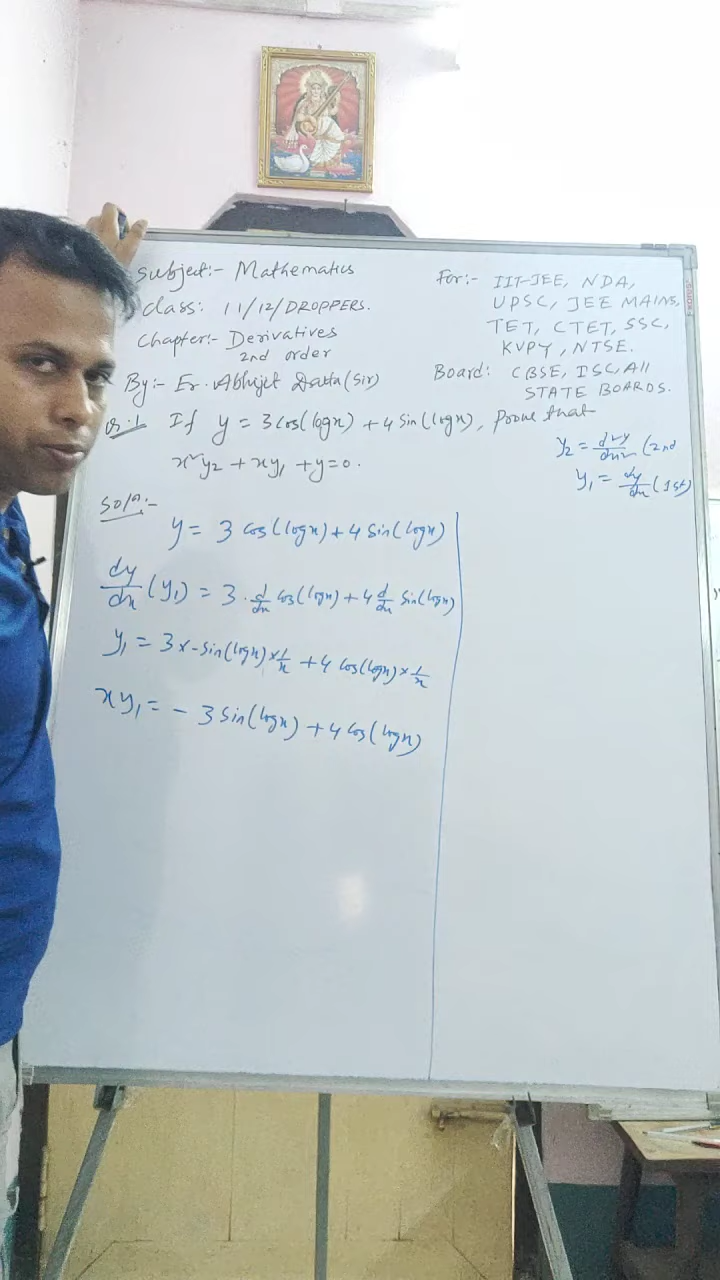 Subject:- Mathematics
Class: 11/12/DROPPERS.
Chapter:- Derivatives
2nd order
By:- Er. Abhijet Datta (Sir)
For:- IIT-JEE, NDA,
UPSC, JEE MAINS,
TET, CTET, SSC,
KVPY, NTSE.
Board: CBSE, ISC, All
STATE BOARDS.
Q:1 If y = 3 cos(logx) + 4 sin(logx), prove that
x²y₂ + xy₁ + y = 0.
y₂ = d²y/dx² (2nd
y₁ = dy/dx (1st)
Soln:-
y = 3 cos(logx) + 4 sin(logx)
dy/dx (y₁) = 3 . d/dx cos(logx) + 4 d/dx sin(logx)
y₁ = 3 x - sin(logx) x 1/x + 4 cos(logx) x 1/x
xy₁ = - 3 sin(logx) + 4 cos(logx)